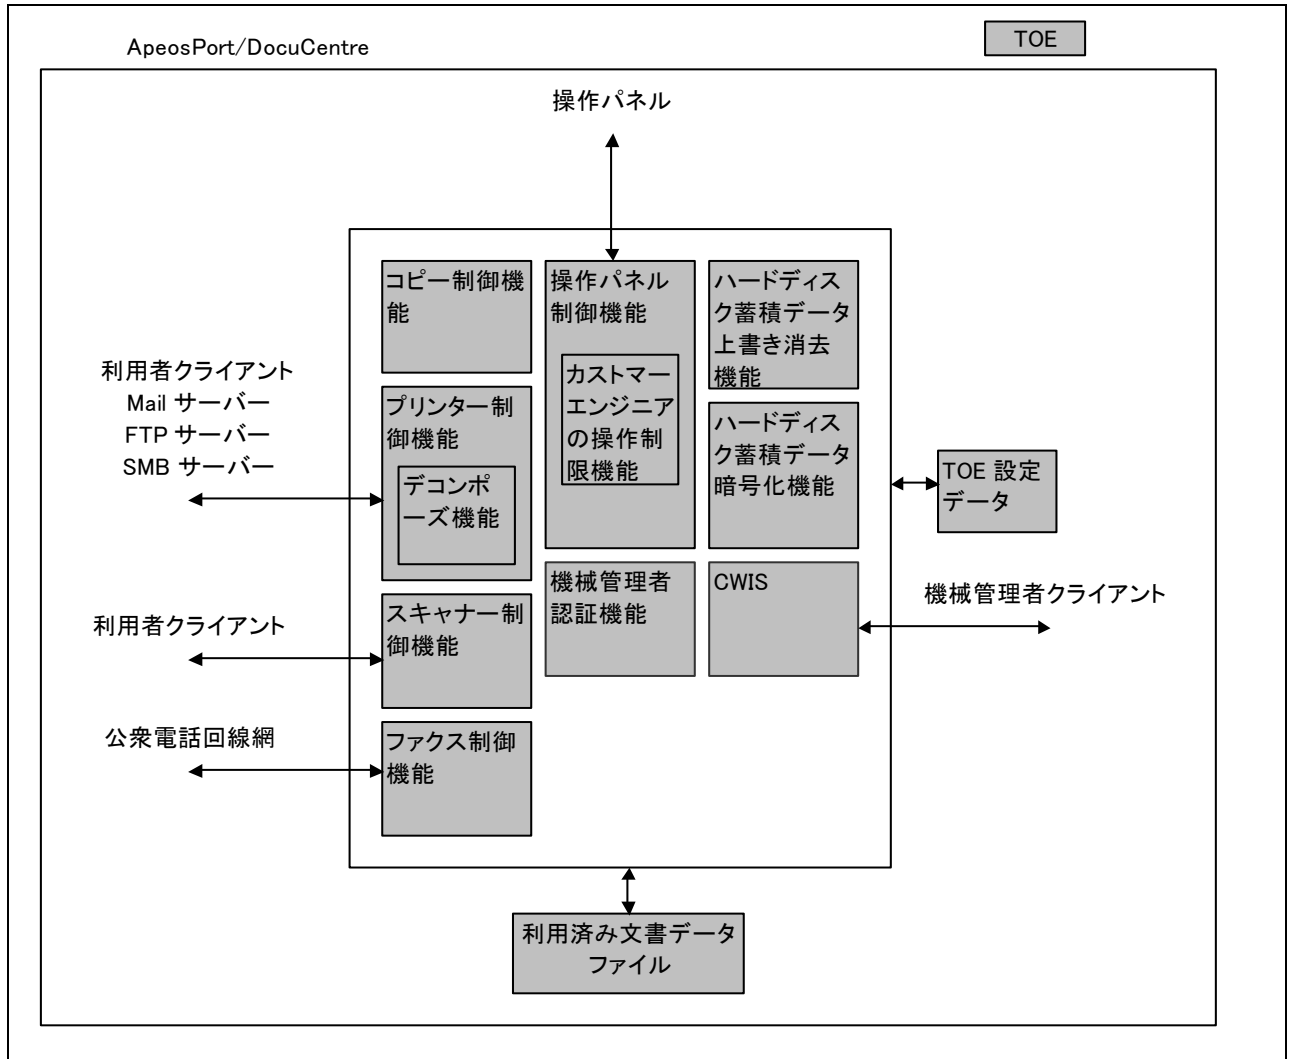 ApeosPort/DocuCentre
TOE
操作パネル
コピー制御機
能
操作パネル
制御機能
カストマー
エンジニア
の操作制
限機能
ハードディス
ク蓄積データ
上書き消去
機能
利用者クライアント
Mail サーバー
FTP サーバー
SMB サーバー
プリンター制
御機能
デコンポ
ーズ機能
ハードディス
ク蓄積データ
暗号化機能
TOE 設定
データ
機械管理者
認証機能
CWIS
機械管理者クライアント
利用者クライアント
スキャナー制
御機能
公衆電話回線網
ファクス制御
機能
利用済み文書データ
ファイル